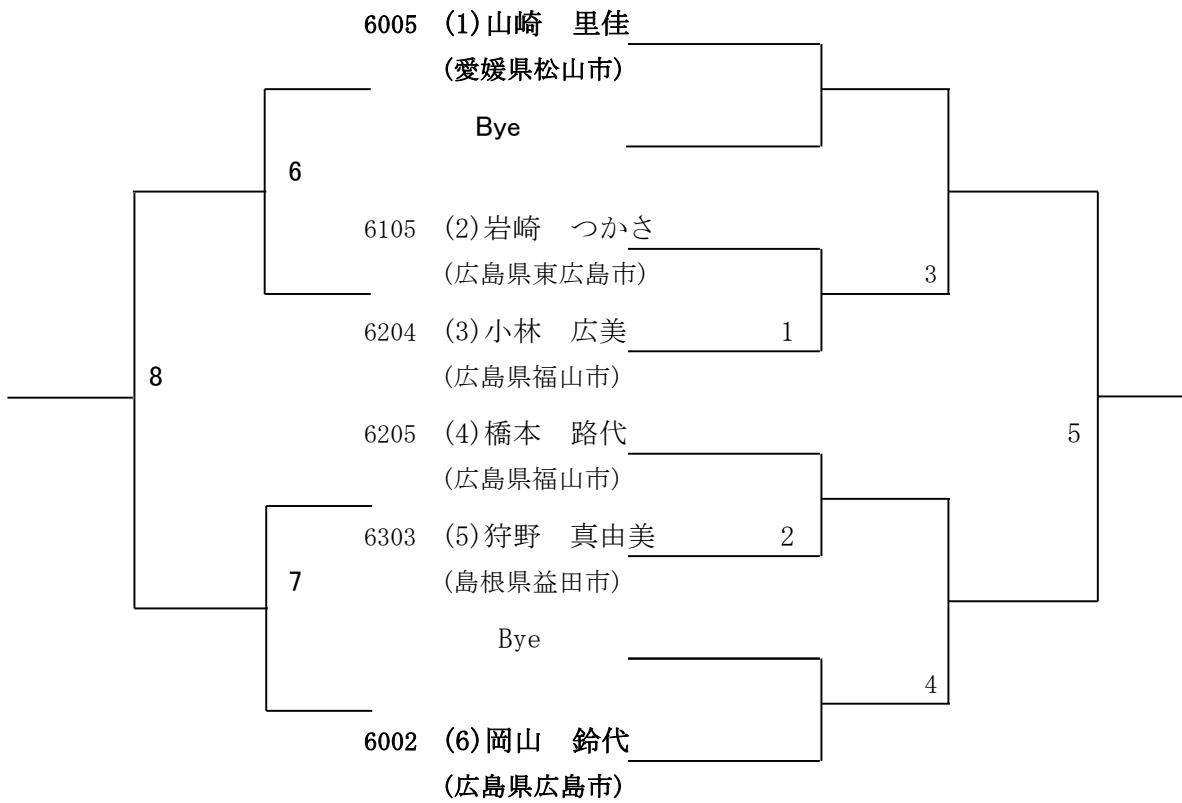 6005 (1)山崎　里佳
(愛媛県松山市)
Bye
6
6105 (2)岩崎　つかさ
(広島県東広島市)
3
6204 (3)小林　広美 1
(広島県福山市)
8
6205 (4)橋本　路代
5
(広島県福山市)
6303 (5)狩野　真由美 2
(島根県益田市)
7
Bye
4
6002 (6)岡山　鈴代
(広島県広島市)